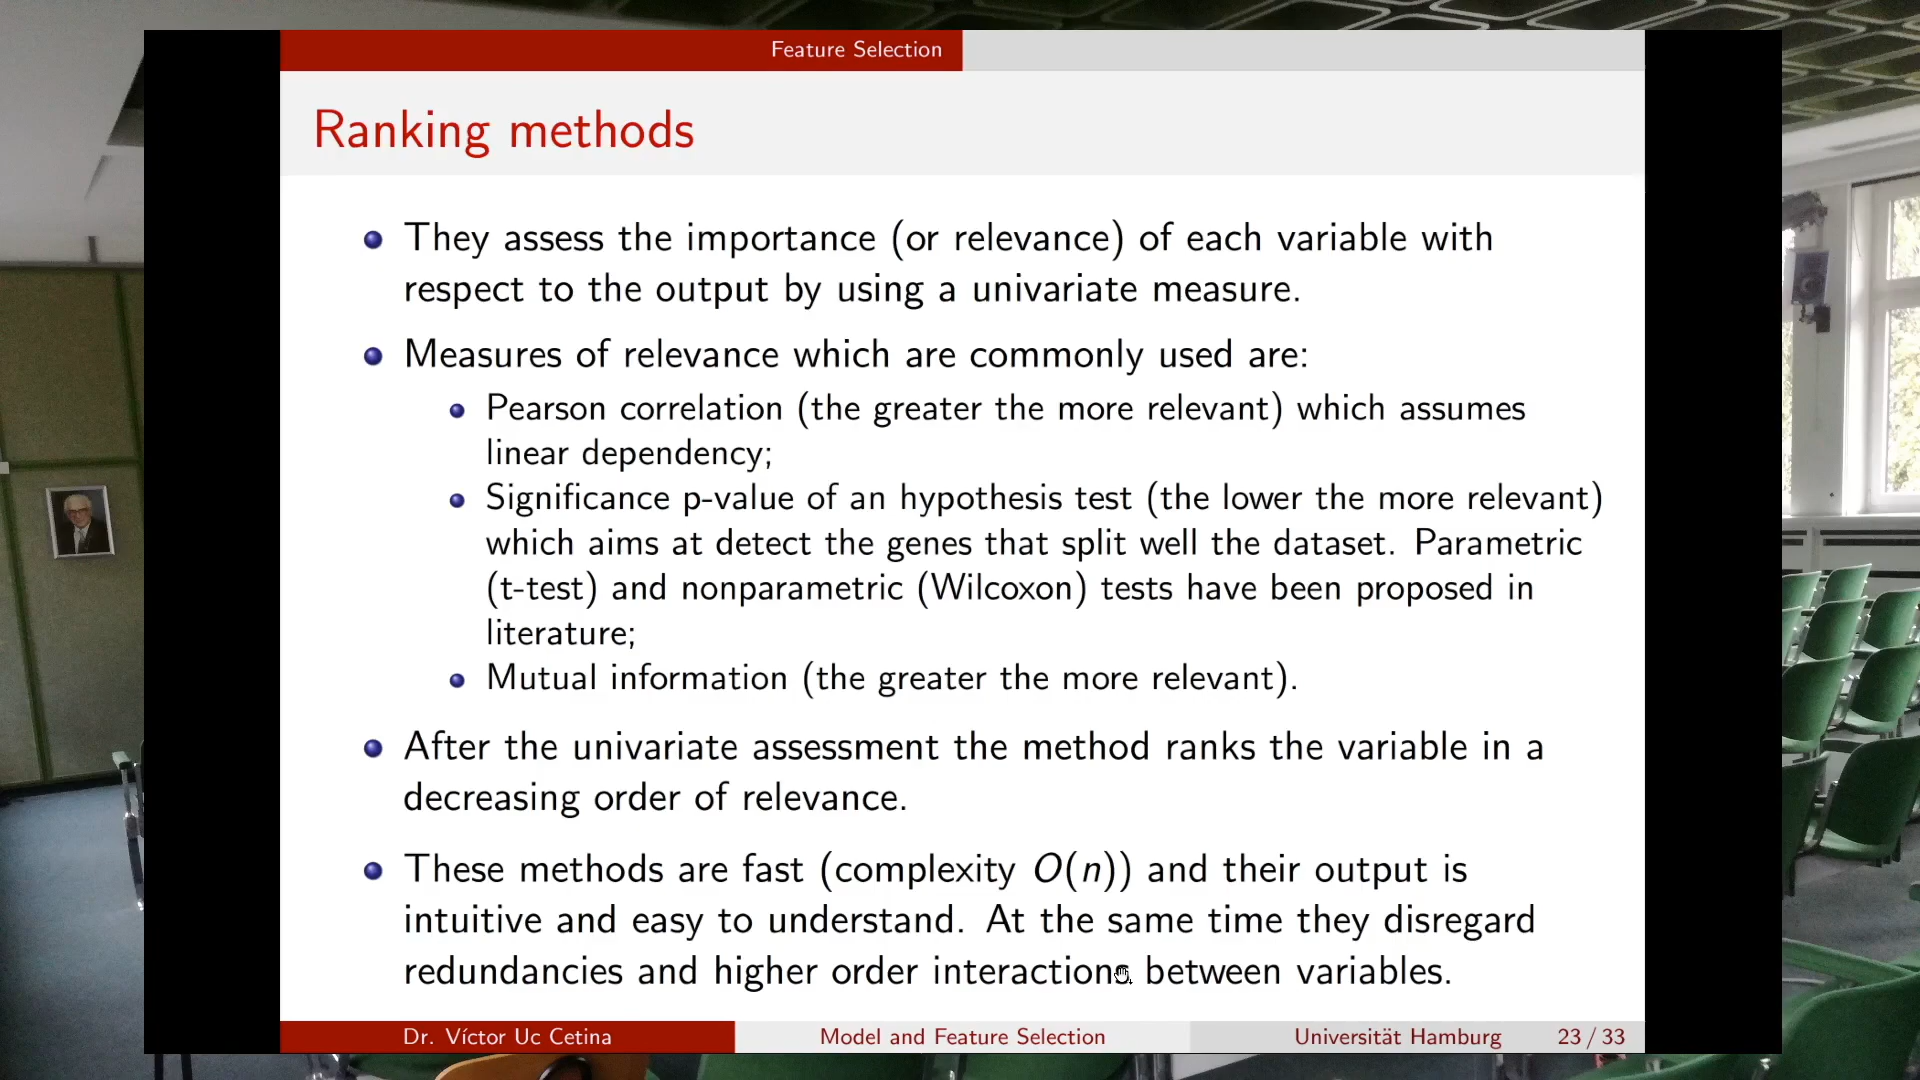 Feature Selection
Ranking methods
They assess the importance (or relevance) of each variable with
respect to the output by using a univariate measure.
Measures of relevance which are commonly used are:
Pearson correlation (the greater the more relevant) which assumes
linear dependency;
Significance p-value of an hypothesis test (the lower the more relevant)
which aims at detect the genes that split well the dataset. Parametric
(t-test) and nonparametric (Wilcoxon) tests have been proposed in
literature;
Mutual information (the greater the more relevant).
After the univariate assessment the method ranks the variable in a
decreasing order of relevance.
These methods are fast (complexity O(n)) and their output is
intuitive and easy to understand. At the same time they disregard
redundancies and higher order interactions between variables.
Dr. Víctor Uc Cetina Model and Feature Selection Universität Hamburg 23 / 33